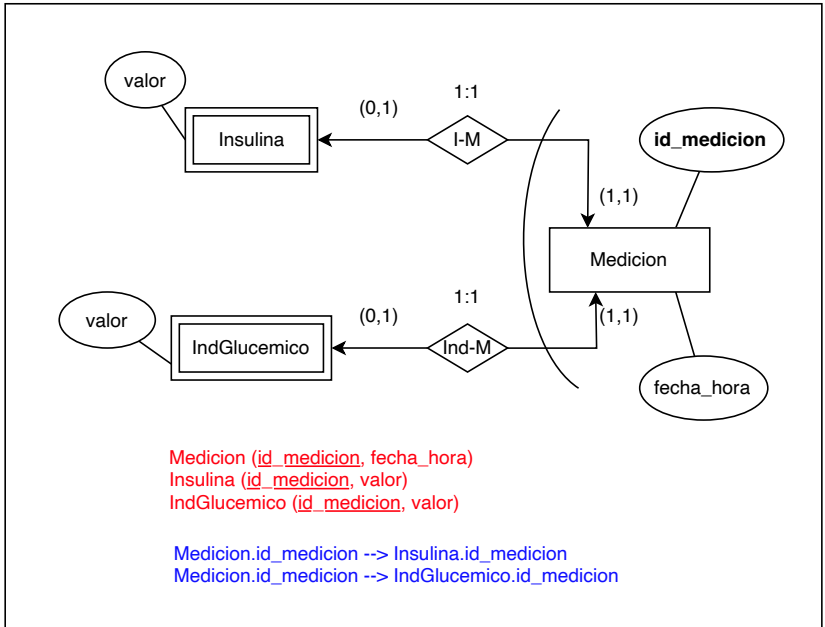 valor
Insulina
(0,1)
1:1
I-M
(1,1)
id_medicion
Medicion
valor
IndGlucemico
(0,1)
1:1
Ind-M
(1,1)
fecha_hora
Medicion (id_medicion, fecha_hora)
Insulina (id_medicion, valor)
IndGlucemico (id_medicion, valor)
Medicion.id_medicion --> Insulina.id_medicion
Medicion.id_medicion --> IndGlucemico.id_medicion